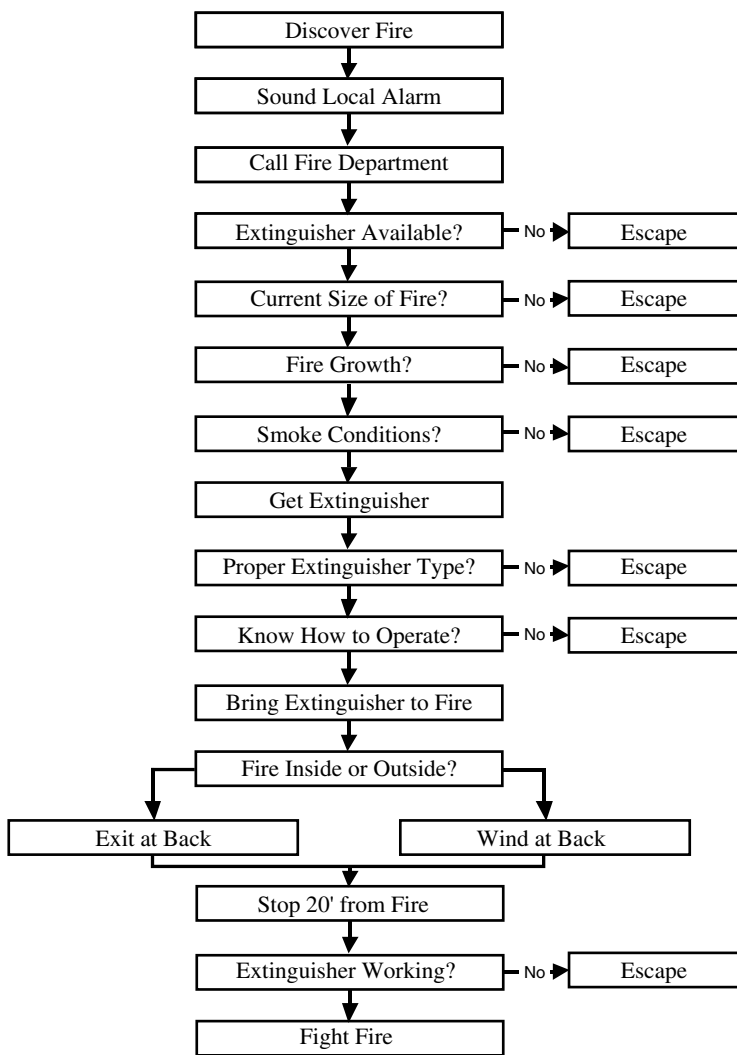 Discover Fire
Sound Local Alarm
Call Fire Department
Extinguisher Available?
No
Escape
Current Size of Fire?
No
Escape
Fire Growth?
No
Escape
Smoke Conditions?
No
Escape
Get Extinguisher
Proper Extinguisher Type?
No
Escape
Know How to Operate?
No
Escape
Bring Extinguisher to Fire
Fire Inside or Outside?
Exit at Back
Wind at Back
Stop 20' from Fire
Extinguisher Working?
No
Escape
Fight Fire